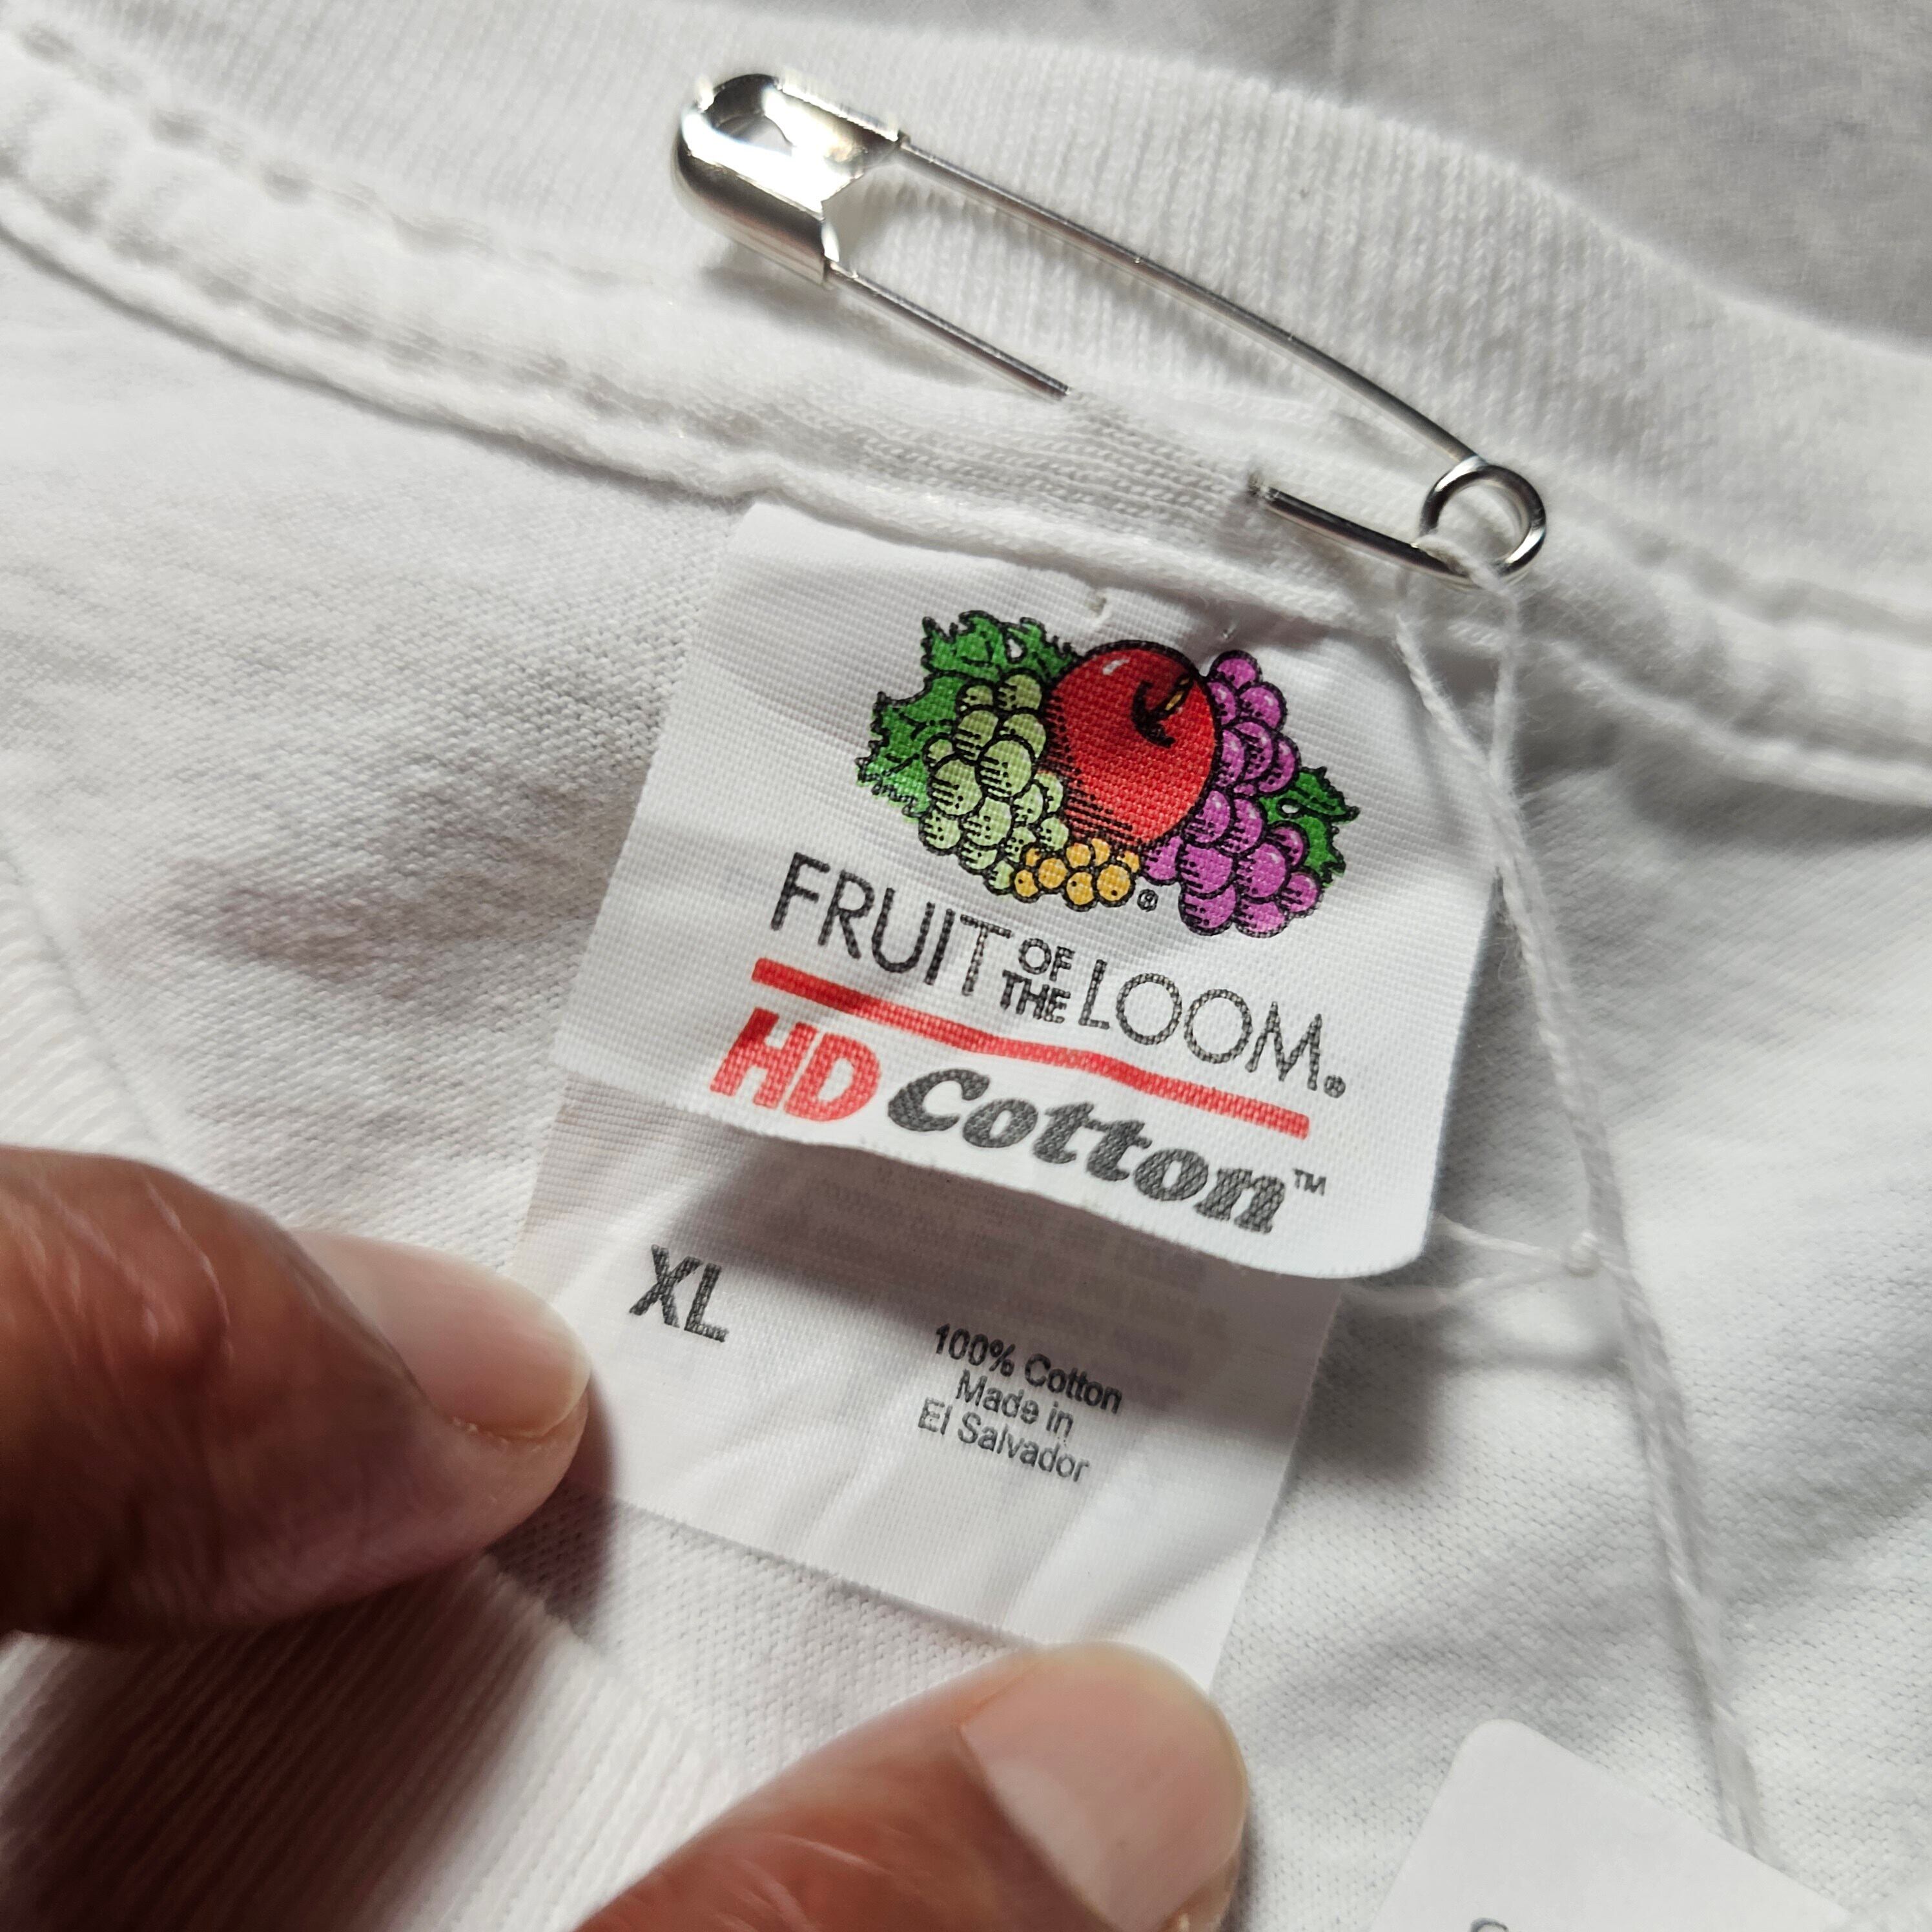 FRUIT OF THE LOOM®
HD Cotton™
XL
100% Cotton
Made in
El Salvador